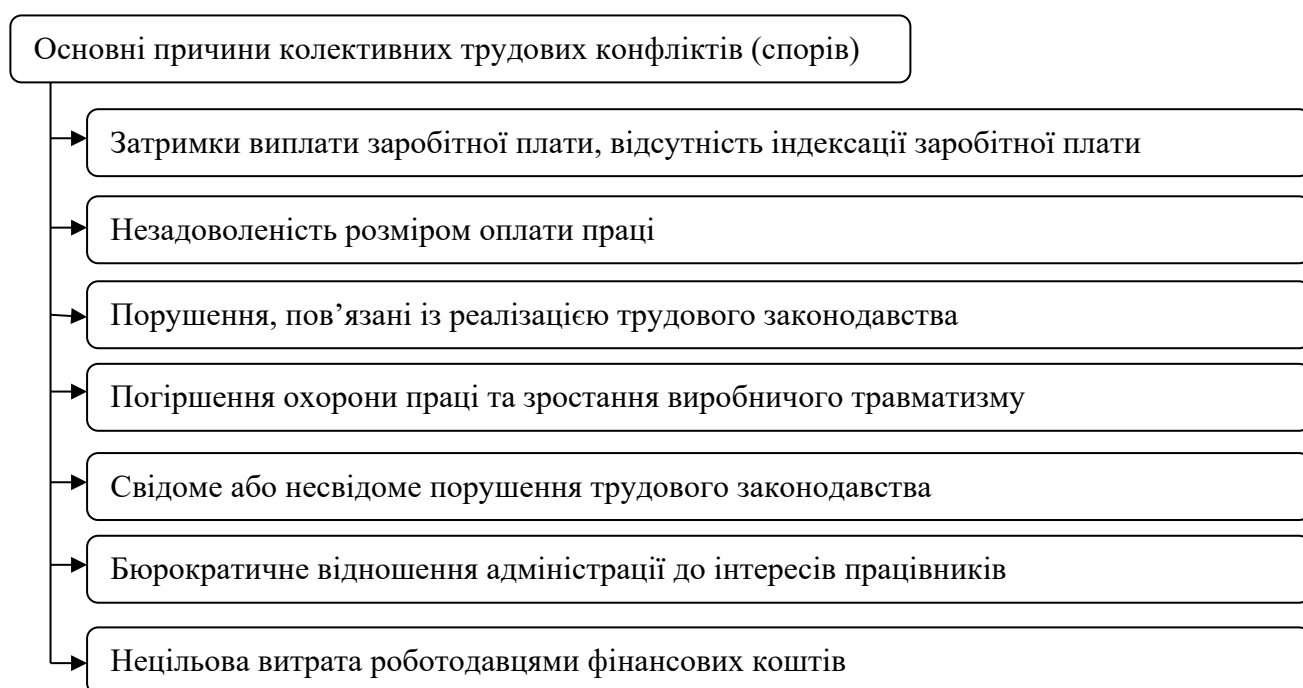 Основні причини колективних трудових конфліктів (спорів)
Затримки виплати заробітної плати, відсутність індексації заробітної плати
Незадоволеність розміром оплати праці
Порушення, пов’язані із реалізацією трудового законодавства
Погіршення охорони праці та зростання виробничого травматизму
Свідоме або несвідоме порушення трудового законодавства
Бюрократичне відношення адміністрації до інтересів працівників
Нецільова витрата роботодавцями фінансових коштів